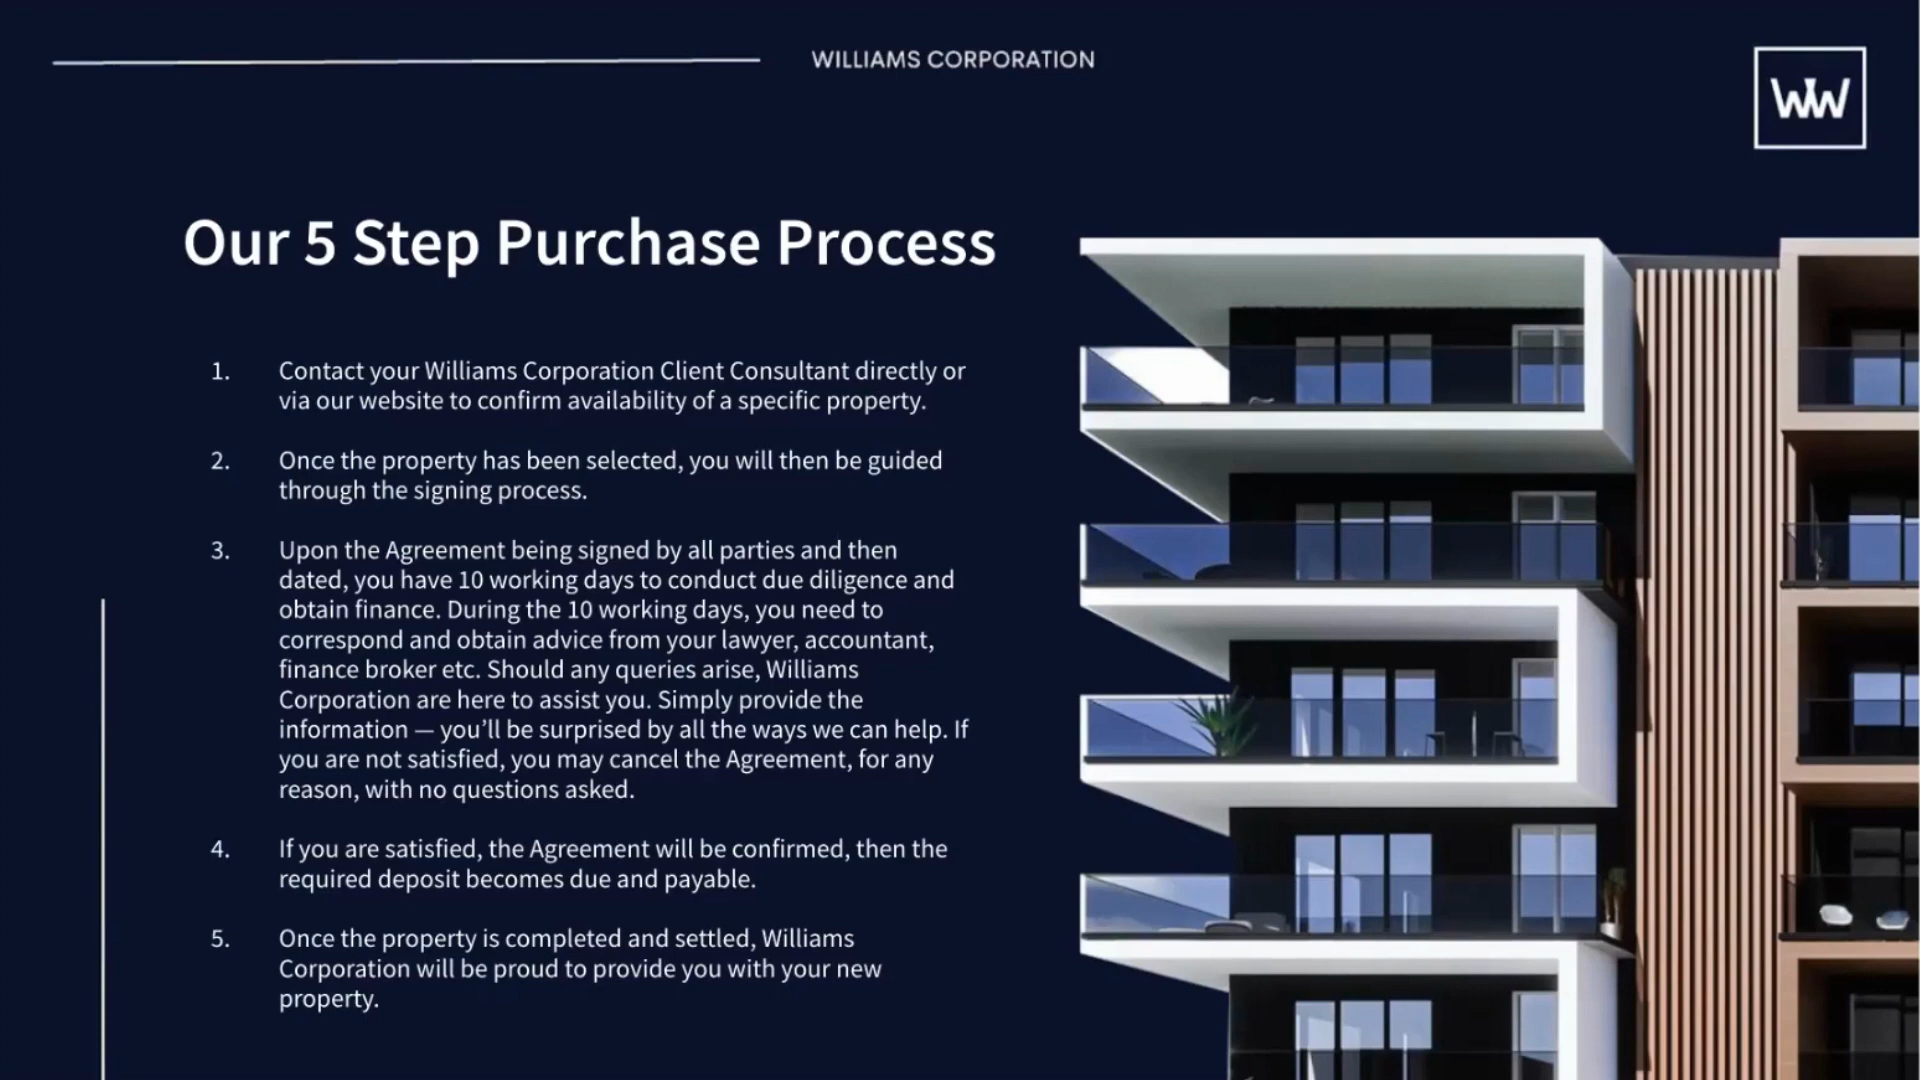 WILLIAMS CORPORATION
WW
Our 5 Step Purchase Process
1. Contact your Williams Corporation Client Consultant directly or
via our website to confirm availability of a specific property.
2. Once the property has been selected, you will then be guided
through the signing process.
3. Upon the Agreement being signed by all parties and then
dated, you have 10 working days to conduct due diligence and
obtain finance. During the 10 working days, you need to
correspond and obtain advice from your lawyer, accountant,
finance broker etc. Should any queries arise, Williams
Corporation are here to assist you. Simply provide the
information — you’ll be surprised by all the ways we can help. If
you are not satisfied, you may cancel the Agreement, for any
reason, with no questions asked.
4. If you are satisfied, the Agreement will be confirmed, then the
required deposit becomes due and payable.
5. Once the property is completed and settled, Williams
Corporation will be proud to provide you with your new
property.